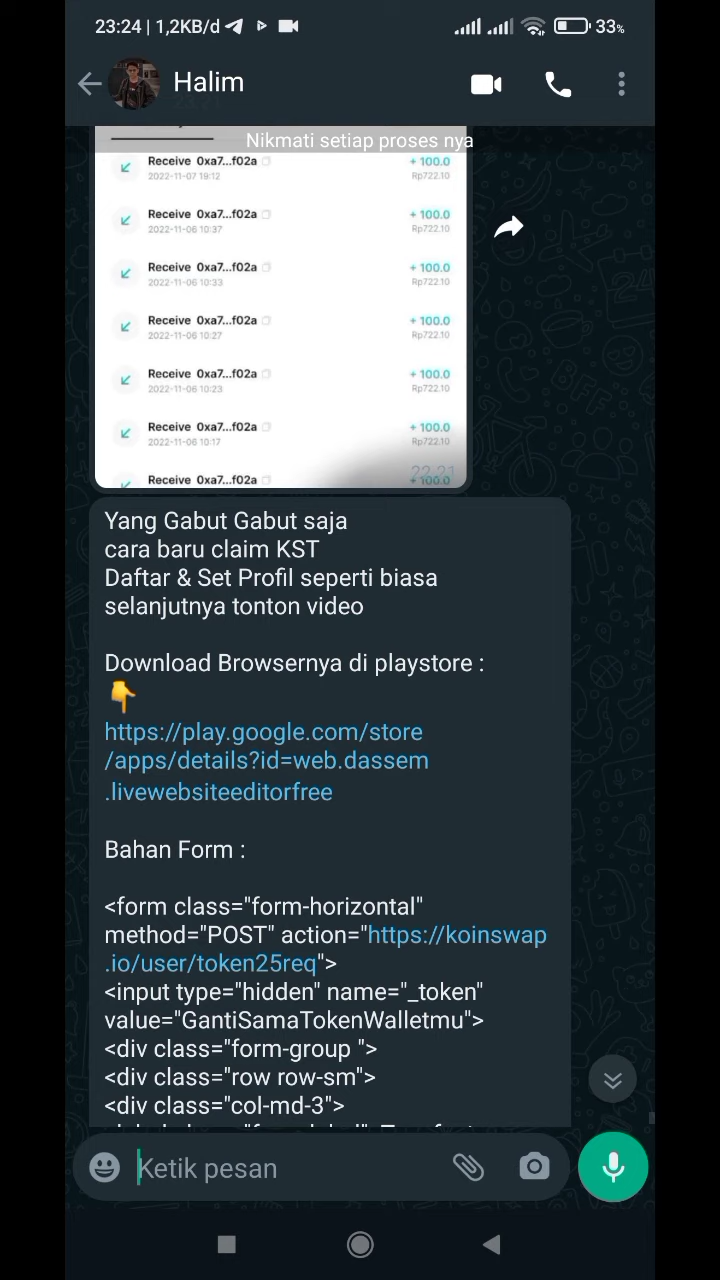 23:24 | 1,2KB/d
33%
Halim
Nikmati setiap proses nya
Receive 0xa7...f02a + 100.0
2022-11-07 19:12 Rp722.10
Receive 0xa7...f02a + 100.0
2022-11-06 10:37 Rp722.10
Receive 0xa7...f02a + 100.0
2022-11-06 10:33 Rp722.10
Receive 0xa7...f02a + 100.0
2022-11-06 10:27 Rp722.10
Receive 0xa7...f02a + 100.0
2022-11-06 10:23 Rp722.10
Receive 0xa7...f02a + 100.0
2022-11-06 10:17 Rp722.10
22.21
Receive 0xa7...f02a + 100.0
Yang Gabut Gabut saja
cara baru claim KST
Daftar & Set Profil seperti biasa
selanjutnya tonton video
Download Browsernya di playstore :
👇
https://play.google.com/store
/apps/details?id=web.dassem
.livewebsiteeditorfree
Bahan Form :
<form class="form-horizontal"
method="POST" action="https://koinswap
.io/user/token25req">
<input type="hidden" name="_token"
value="GantiSamaTokenWalletmu">
<div class="form-group ">
<div class="row row-sm">
<div class="col-md-3">
Ketik pesan